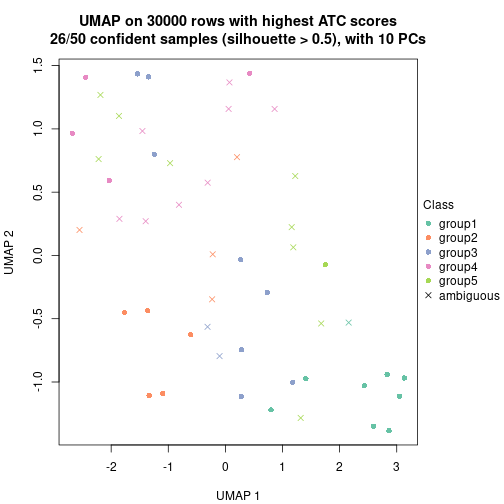 UMAP on 30000 rows with highest ATC scores
26/50 confident samples (silhouette > 0.5), with 10 PCs
1.5
1.0
0.5
0.0
-0.5
-1.0
UMAP 2
-2
-1
0
1
2
3
UMAP 1
Class
group1
group2
group3
group4
group5
ambiguous